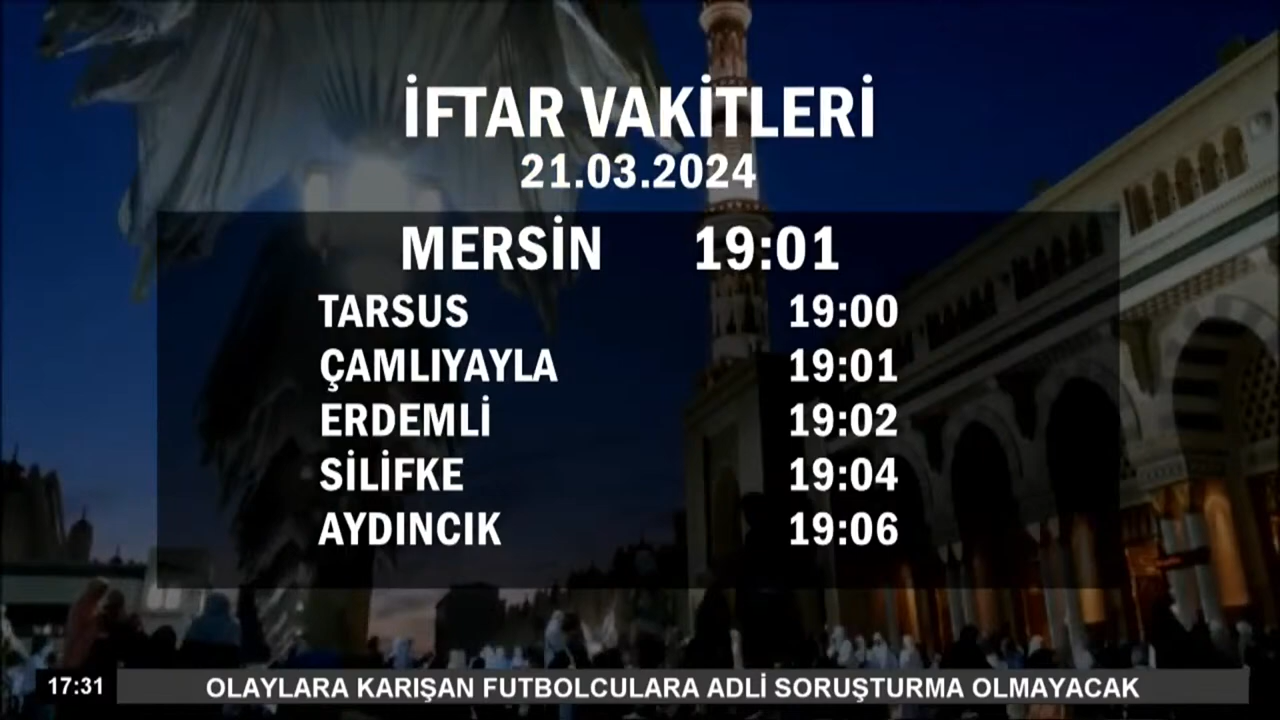 İFTAR VAKİTLERİ
21.03.2024
MERSİN 19:01
TARSUS 19:00
ÇAMLIYAYLA 19:01
ERDEMLİ 19:02
SİLİFKE 19:04
AYDINCIK 19:06
17:31 OLAYLARA KARIŞAN FUTBOLCULARA ADLİ SORUŞTURMA OLMAYACAK